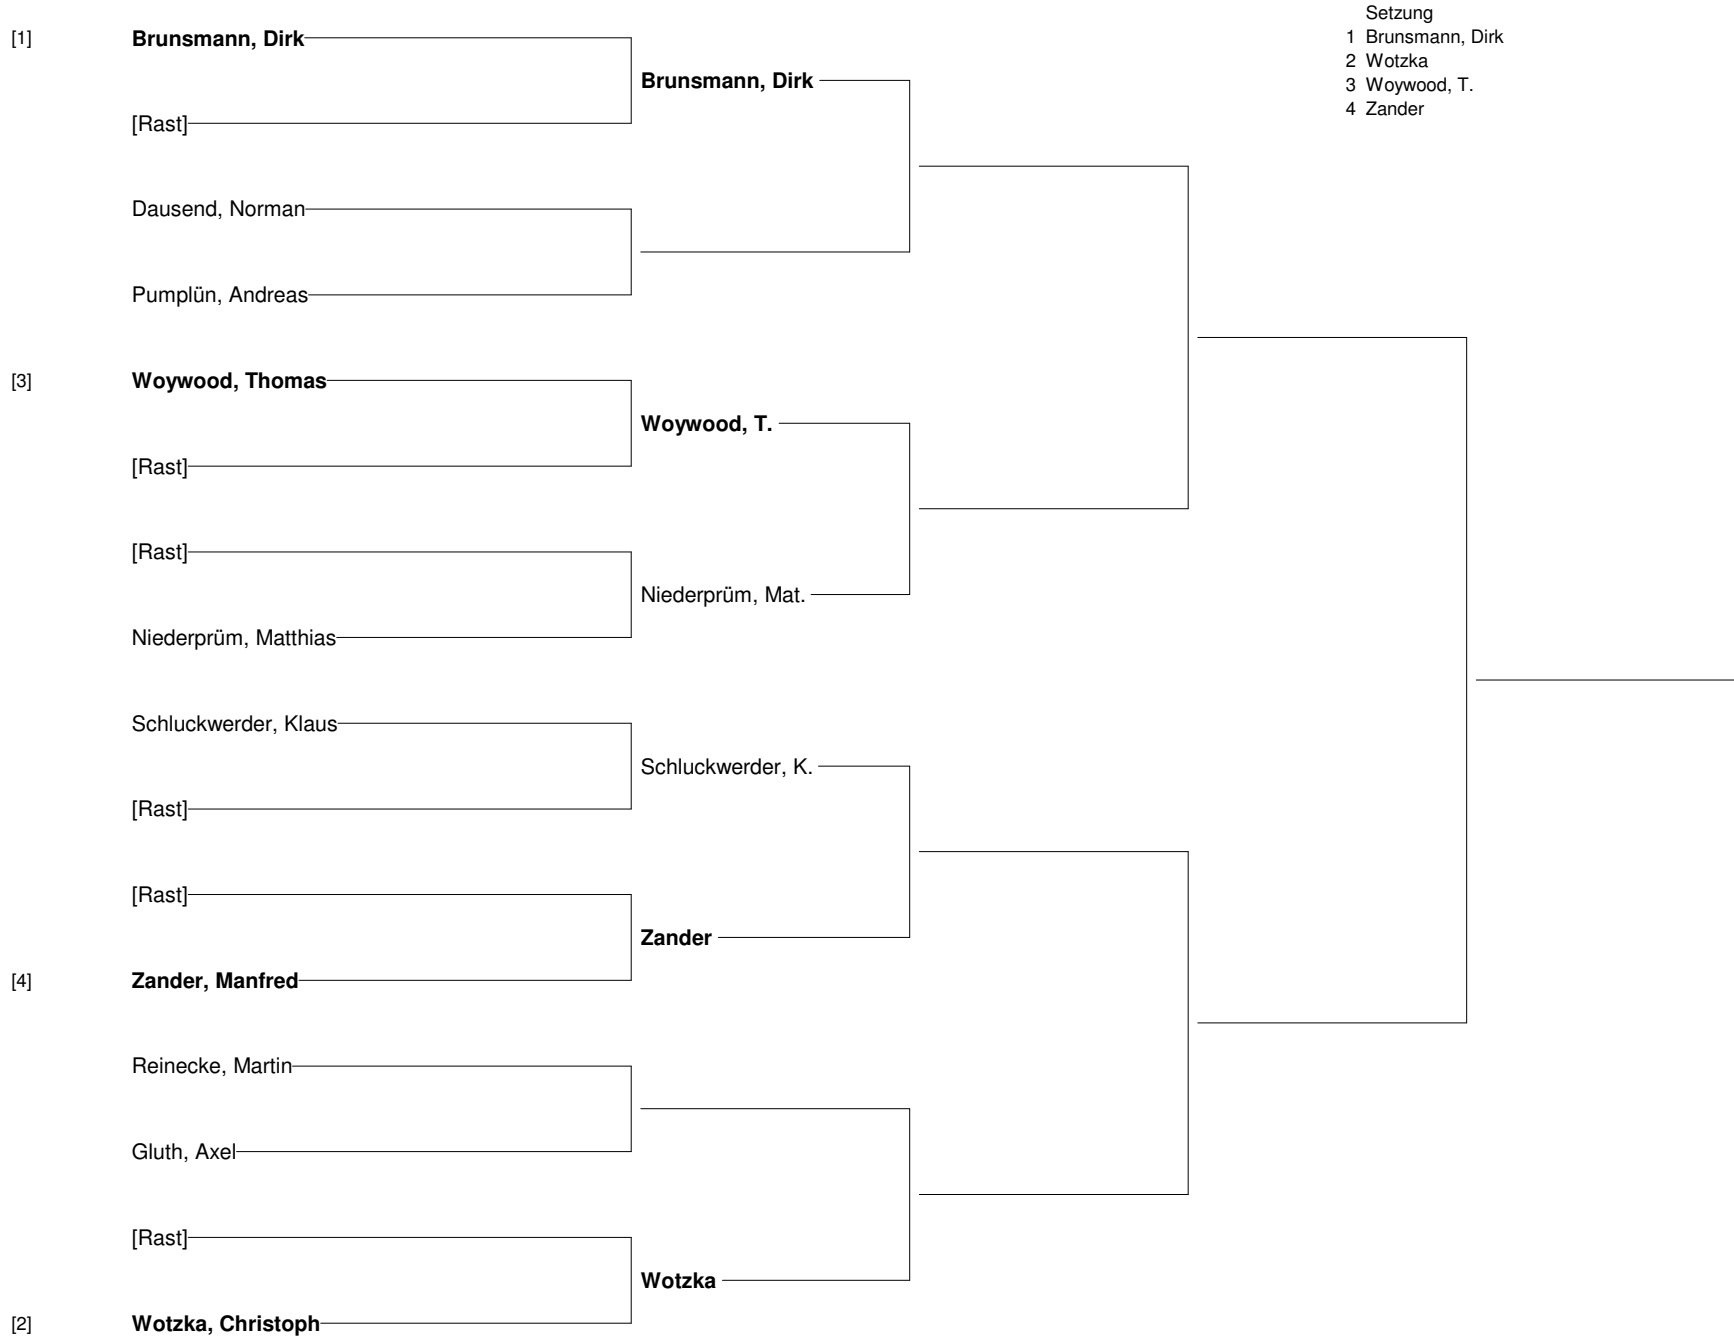 Setzung
1 Brunsmann, Dirk
2 Wotzka
3 Woywood, T.
4 Zander
[1] Brunsmann, Dirk
Brunsmann, Dirk
[Rast]
Dausend, Norman
Pumplün, Andreas
[3] Woywood, Thomas
Woywood, T.
[Rast]
[Rast]
Niederprüm, Mat.
Niederprüm, Matthias
Schluckwerder, Klaus
Schluckwerder, K.
[Rast]
[Rast]
Zander
[4] Zander, Manfred
Reinecke, Martin
Gluth, Axel
[Rast]
Wotzka
[2] Wotzka, Christoph